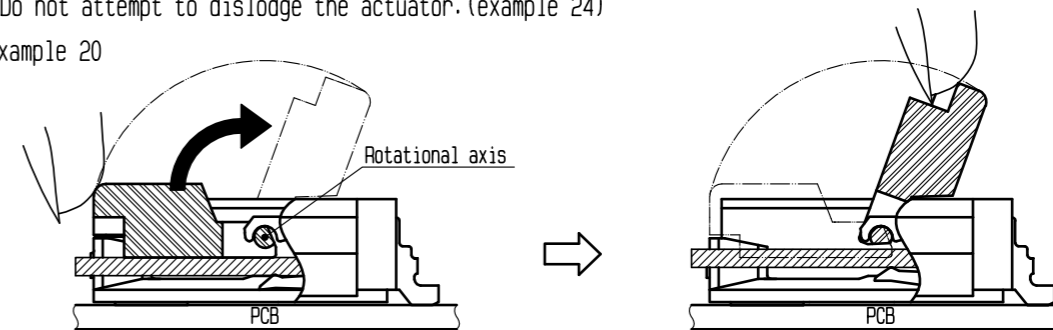 Do not attempt to dislodge the actuator.(example 24)
xample 20
Rotational axis
PCB
PCB